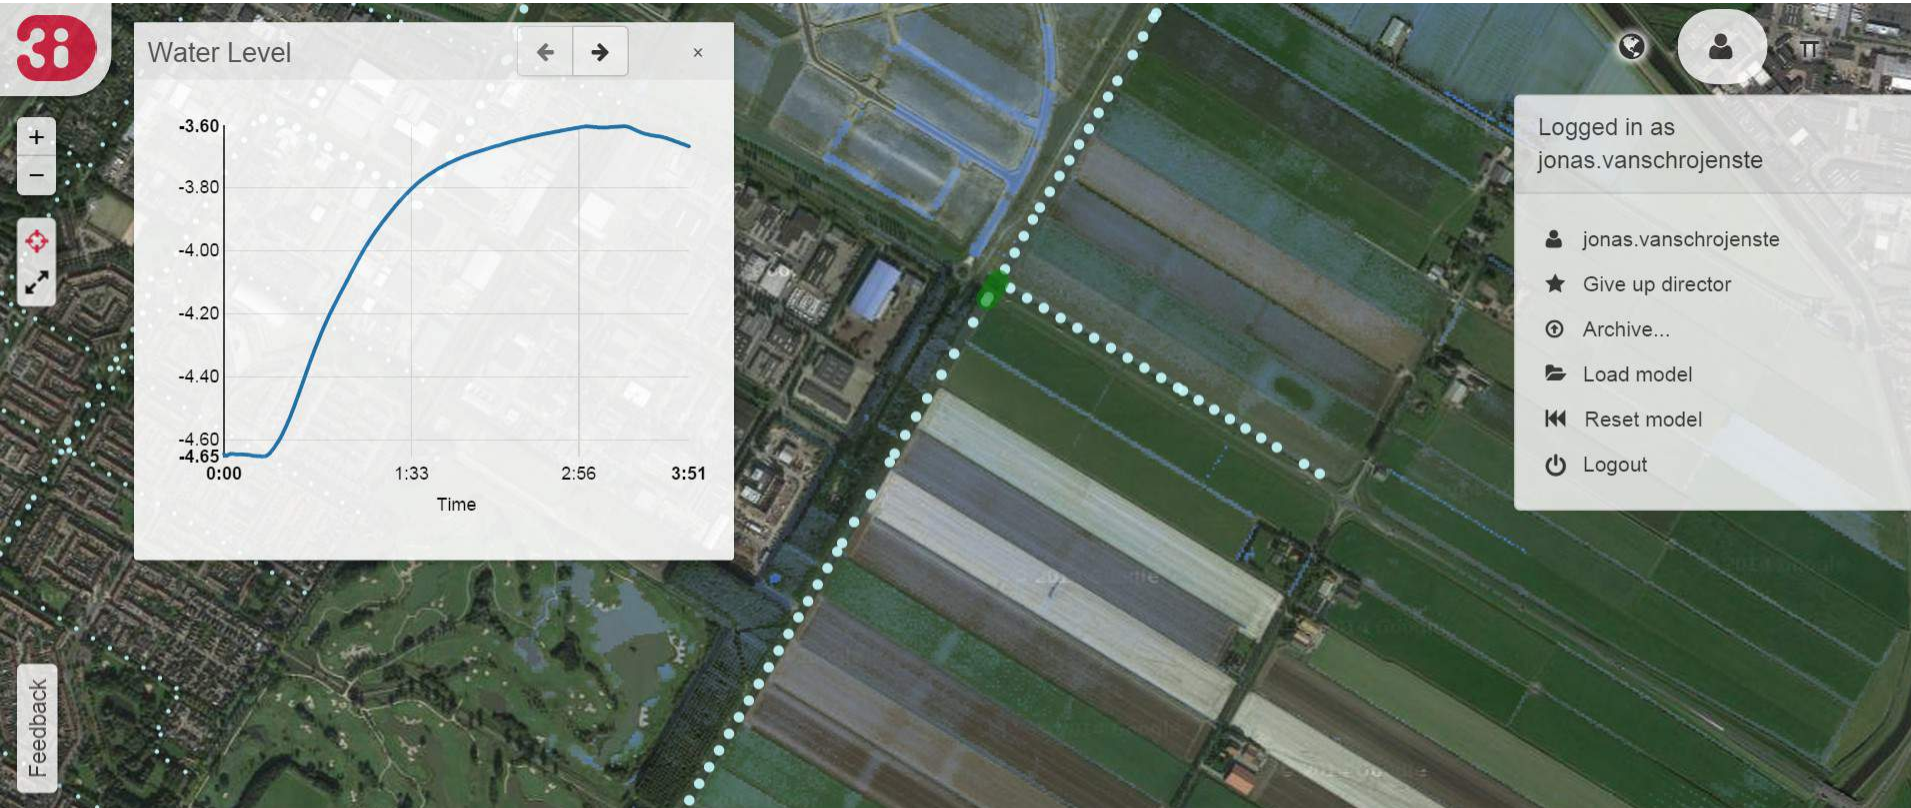 3i
Water Level
×
-3.60
-3.80
-4.00
-4.20
-4.40
-4.60
-4.65
0:00 1:33 2:56 3:51
Time
+
−
Feedback
Logged in as
jonas.vanschrojenste
jonas.vanschrojenste
Give up director
Archive...
Load model
Reset model
Logout